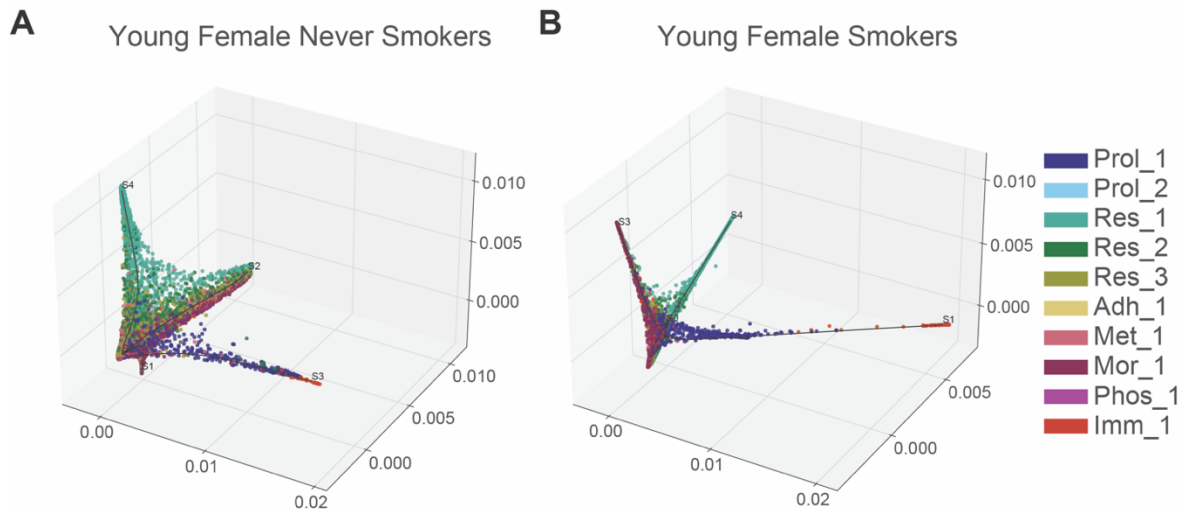 A
Young Female Never Smokers
S4
S2
S1
S3
0.010
0.005
0.000
0.010
0.005
0.000
0.00
0.01
0.02
B
Young Female Smokers
S3
S4
S1
0.010
0.005
0.000
0.005
0.000
0.00
0.01
0.02
Prol_1
Prol_2
Res_1
Res_2
Res_3
Adh_1
Met_1
Mor_1
Phos_1
Imm_1